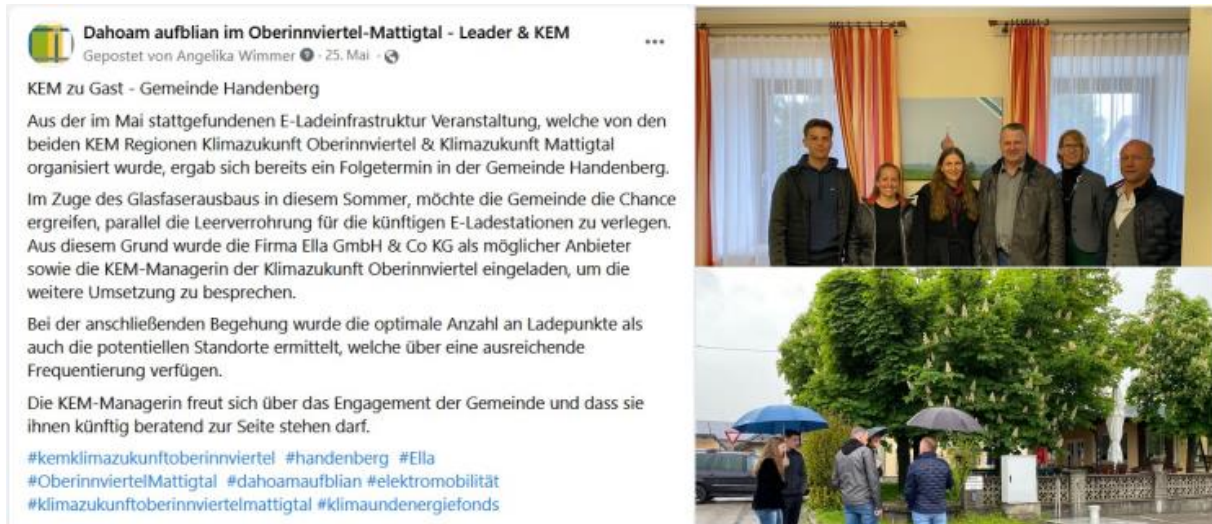 Dahoam aufblian im Oberinnviertel-Mattigtal - Leader & KEM
Gepostet von Angelika Wimmer · 25. Mai ·
KEM zu Gast - Gemeinde Handenberg
Aus der im Mai stattgefundenen E-Ladeinfrastruktur Veranstaltung, welche von den
beiden KEM Regionen Klimazukunft Oberinnviertel & Klimazukunft Mattigtal
organisiert wurde, ergab sich bereits ein Folgetermin in der Gemeinde Handenberg.
Im Zuge des Glasfaserausbaus in diesem Sommer, möchte die Gemeinde die Chance
ergreifen, parallel die Leerverrohrung für die künftigen E-Ladestationen zu verlegen.
Aus diesem Grund wurde die Firma Ella GmbH & Co KG als möglicher Anbieter
sowie die KEM-Managerin der Klimazukunft Oberinnviertel eingeladen, um die
weitere Umsetzung zu besprechen.
Bei der anschließenden Begehung wurde die optimale Anzahl an Ladepunkte als
auch die potentiellen Standorte ermittelt, welche über eine ausreichende
Frequentierung verfügen.
Die KEM-Managerin freut sich über das Engagement der Gemeinde und dass sie
ihnen künftig beratend zur Seite stehen darf.
#kemklimazukunftoberinnviertel #handenberg #Ella
#OberinnviertelMattigtal #dahoamaufblian #elektromobilität
#klimazukunftoberinnviertelmattigtal #klimaundenergiefonds